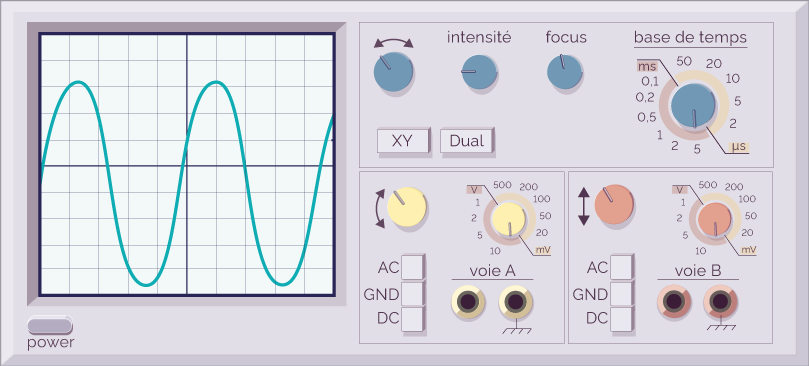 intensité
focus
base de temps
ms
50
20
10
5
2
µs
0,1
0,2
0,5
1
2
5
XY
Dual
V
500
200
100
50
20
mV
1
2
5
10
AC
GND
DC
voie A
V
500
200
100
50
20
mV
1
2
5
10
AC
GND
DC
voie B
power